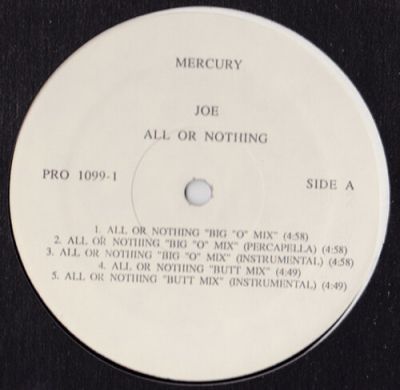 MERCURY
JOE
ALL OR NOTHING
PRO 1099-1
SIDE A
1. ALL OR NOTHING "BIG "O" MIX" (4:58)
2. ALL OR NOTHING "BIG "O" MIX" (PERCAPELLA) (4:58)
3. ALL OR NOTHING "BIG "O" MIX" (INSTRUMENTAL) (4:58)
4. ALL OR NOTHING "BUTT MIX" (4:49)
5. ALL OR NOTHING "BUTT MIX" (INSTRUMENTAL) (4:49)